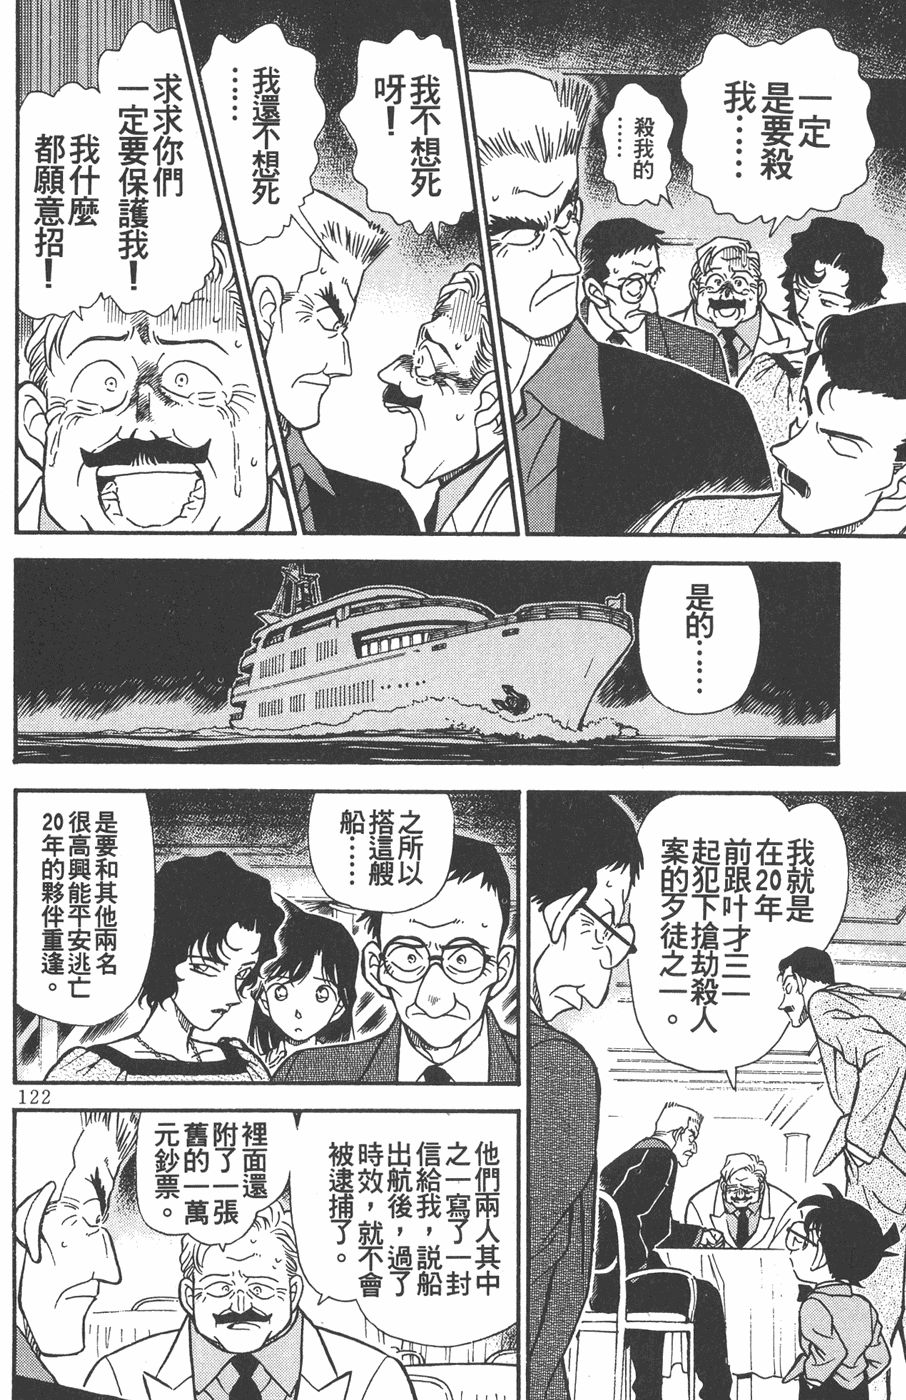 一定
是要殺
我……
殺我的
……
我不想死
呀！
我還不想死
……
求求你們
一定要保護我！
我什麼
都願意招！
是的……
我就是
在20年
前跟叶才三一
起犯下搶劫殺人
案的歹徒之一。
之所以
搭這艘
船……
是要和其他兩名
很高興能平安逃亡
20年的夥伴重逢。
他們兩人其中
之一寫了一封
信給我，說船
出航後，過了
時效，就不會
被逮捕了。
裡面還
附了一張
舊的一萬
元鈔票。
122